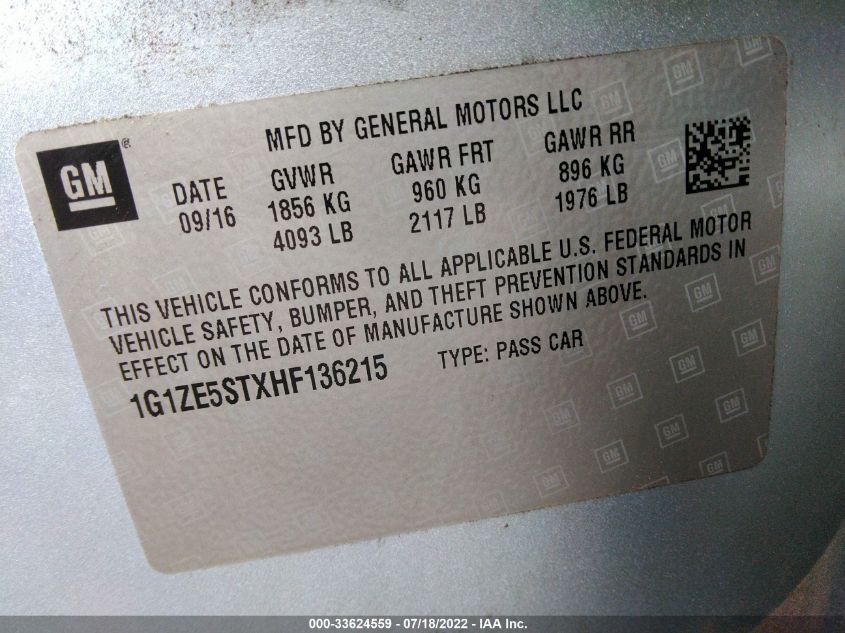 MFD BY GENERAL MOTORS LLC
GM®
DATE GVWR GAWR FRT GAWR RR
09/16 1856 KG 960 KG 896 KG
4093 LB 2117 LB 1976 LB
THIS VEHICLE CONFORMS TO ALL APPLICABLE U.S. FEDERAL MOTOR
VEHICLE SAFETY, BUMPER, AND THEFT PREVENTION STANDARDS IN
EFFECT ON THE DATE OF MANUFACTURE SHOWN ABOVE.
1G1ZE5STXHF136215 TYPE: PASS CAR
000-33624559 - 07/18/2022 - IAA Inc.